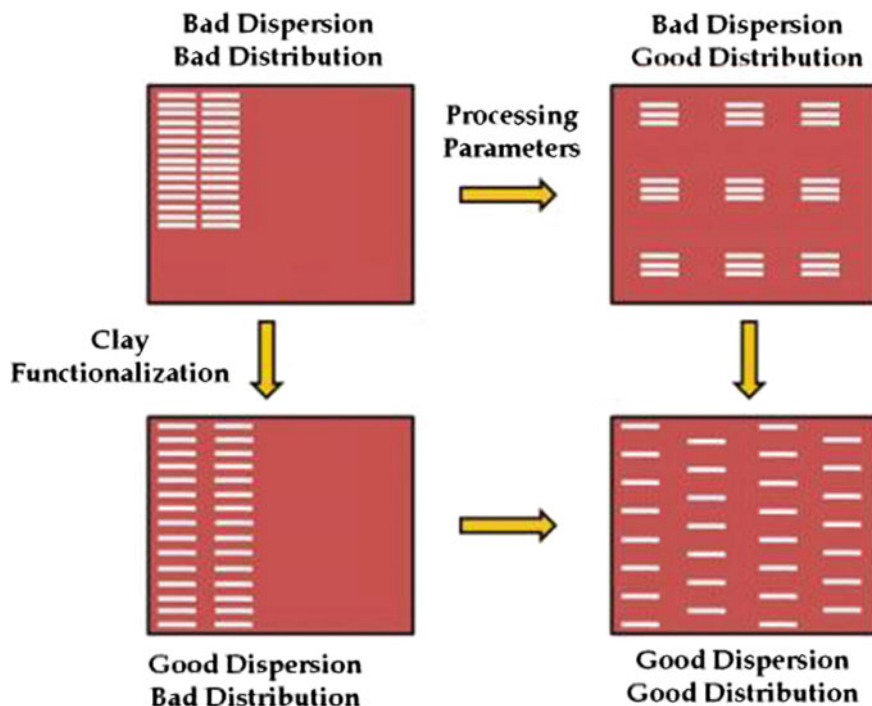 Bad Dispersion
Bad Distribution
Bad Dispersion
Good Distribution
Processing
Parameters
Clay
Functionalization
Good Dispersion
Bad Distribution
Good Dispersion
Good Distribution